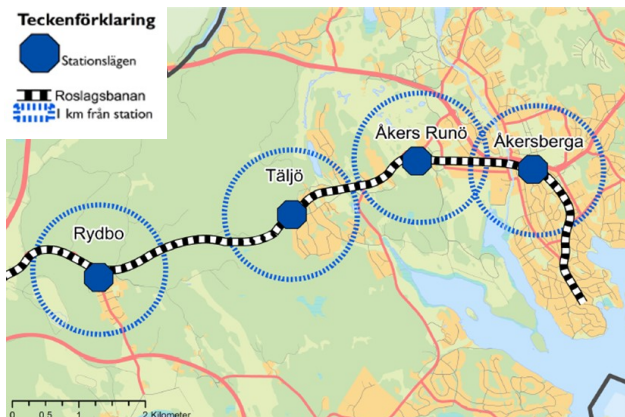 Teckenförklaring
Stationslägen
Roslagsbanan
1 km från station
Åkers Runö
Åkersberga
Täljö
Rydbo
0 0.5 1 2 Kilometer